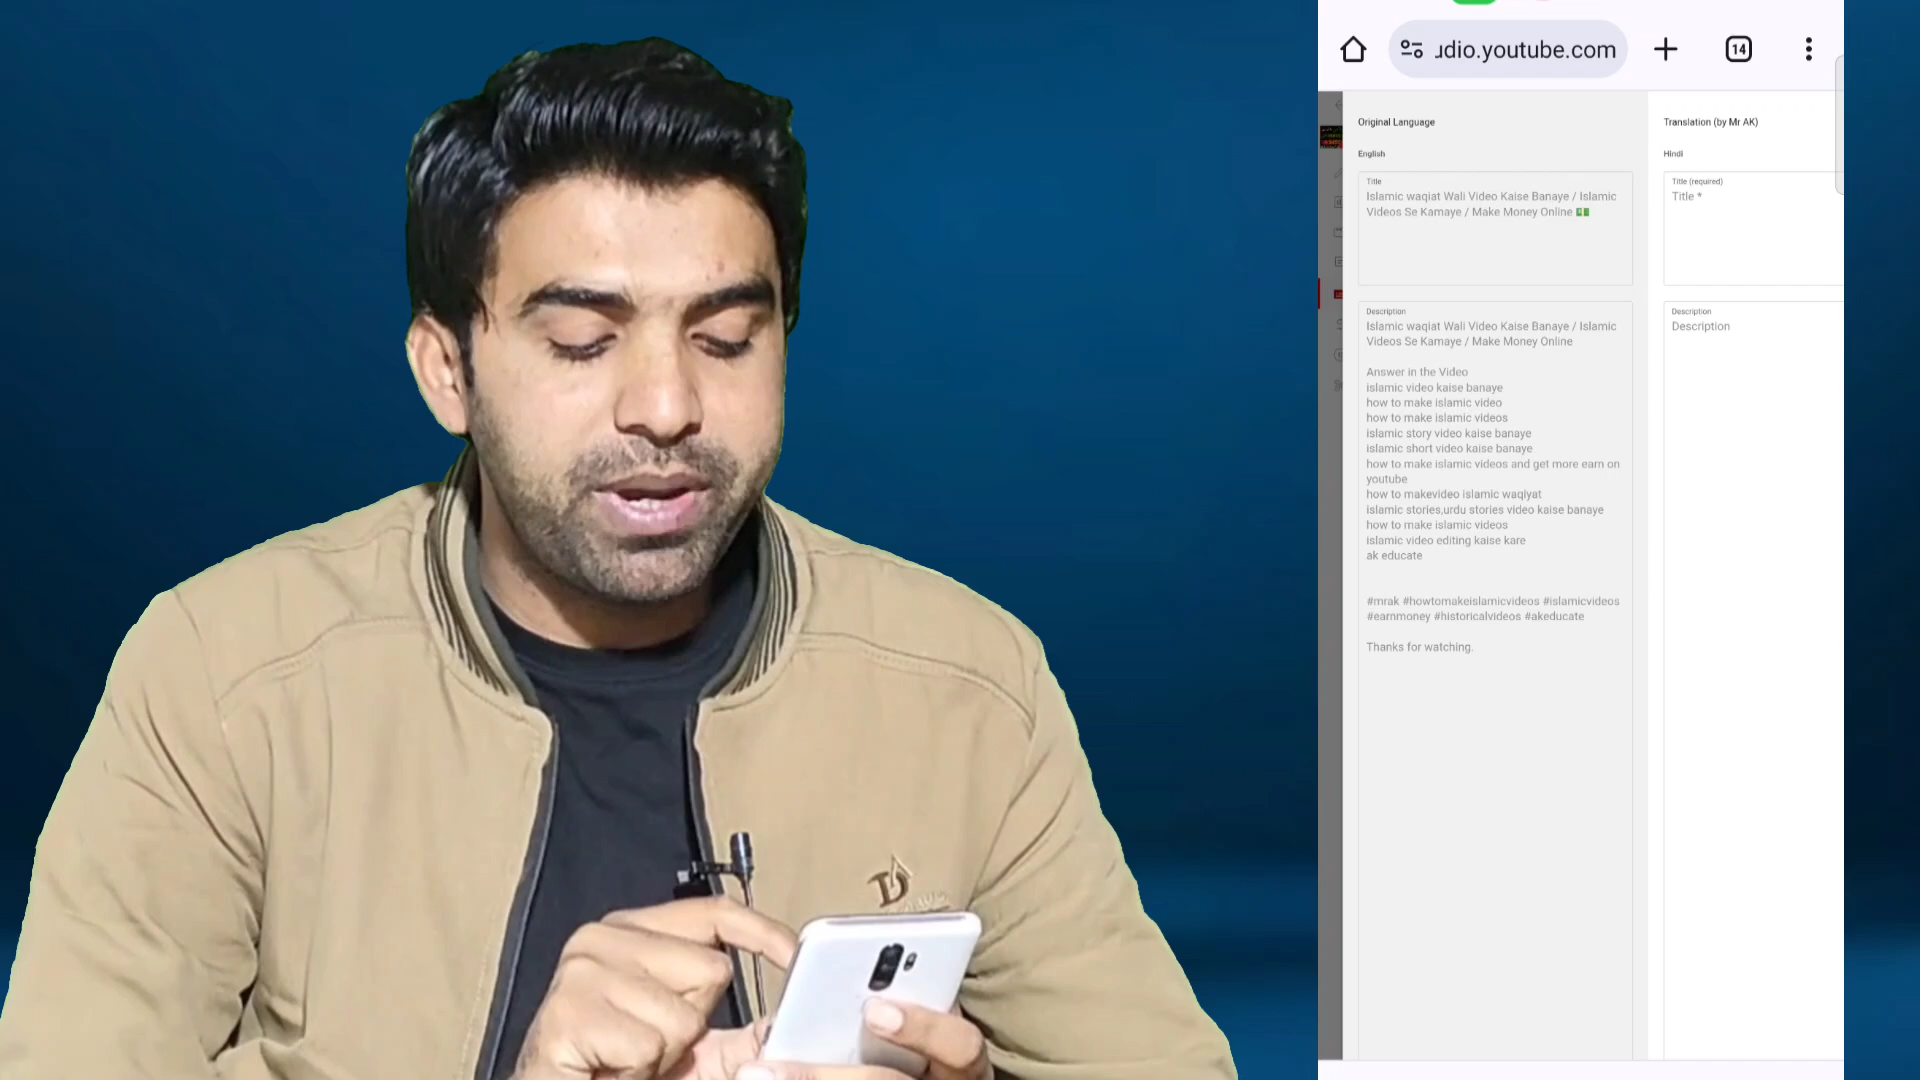 udio.youtube.com
14
Original Language
English
Title
Islamic waqiat Wali Video Kaise Banaye / Islamic
Videos Se Kamaye / Make Money Online 💵
Description
Islamic waqiat Wali Video Kaise Banaye / Islamic
Videos Se Kamaye / Make Money Online
Answer in the Video
islamic video kaise banaye
how to make islamic video
how to make islamic videos
islamic story video kaise banaye
islamic short video kaise banaye
how to make islamic videos and get more earn on
youtube
how to makevideo islamic waqiyat
islamic stories,urdu stories video kaise banaye
how to make islamic videos
islamic video editing kaise kare
ak educate
#mrak #howtomakeislamicvideos #islamicvideos
#earnmoney #historicalvideos #akeducate
Thanks for watching.
Translation (by Mr AK)
Hindi
Title (required)
Title *
Description
Description